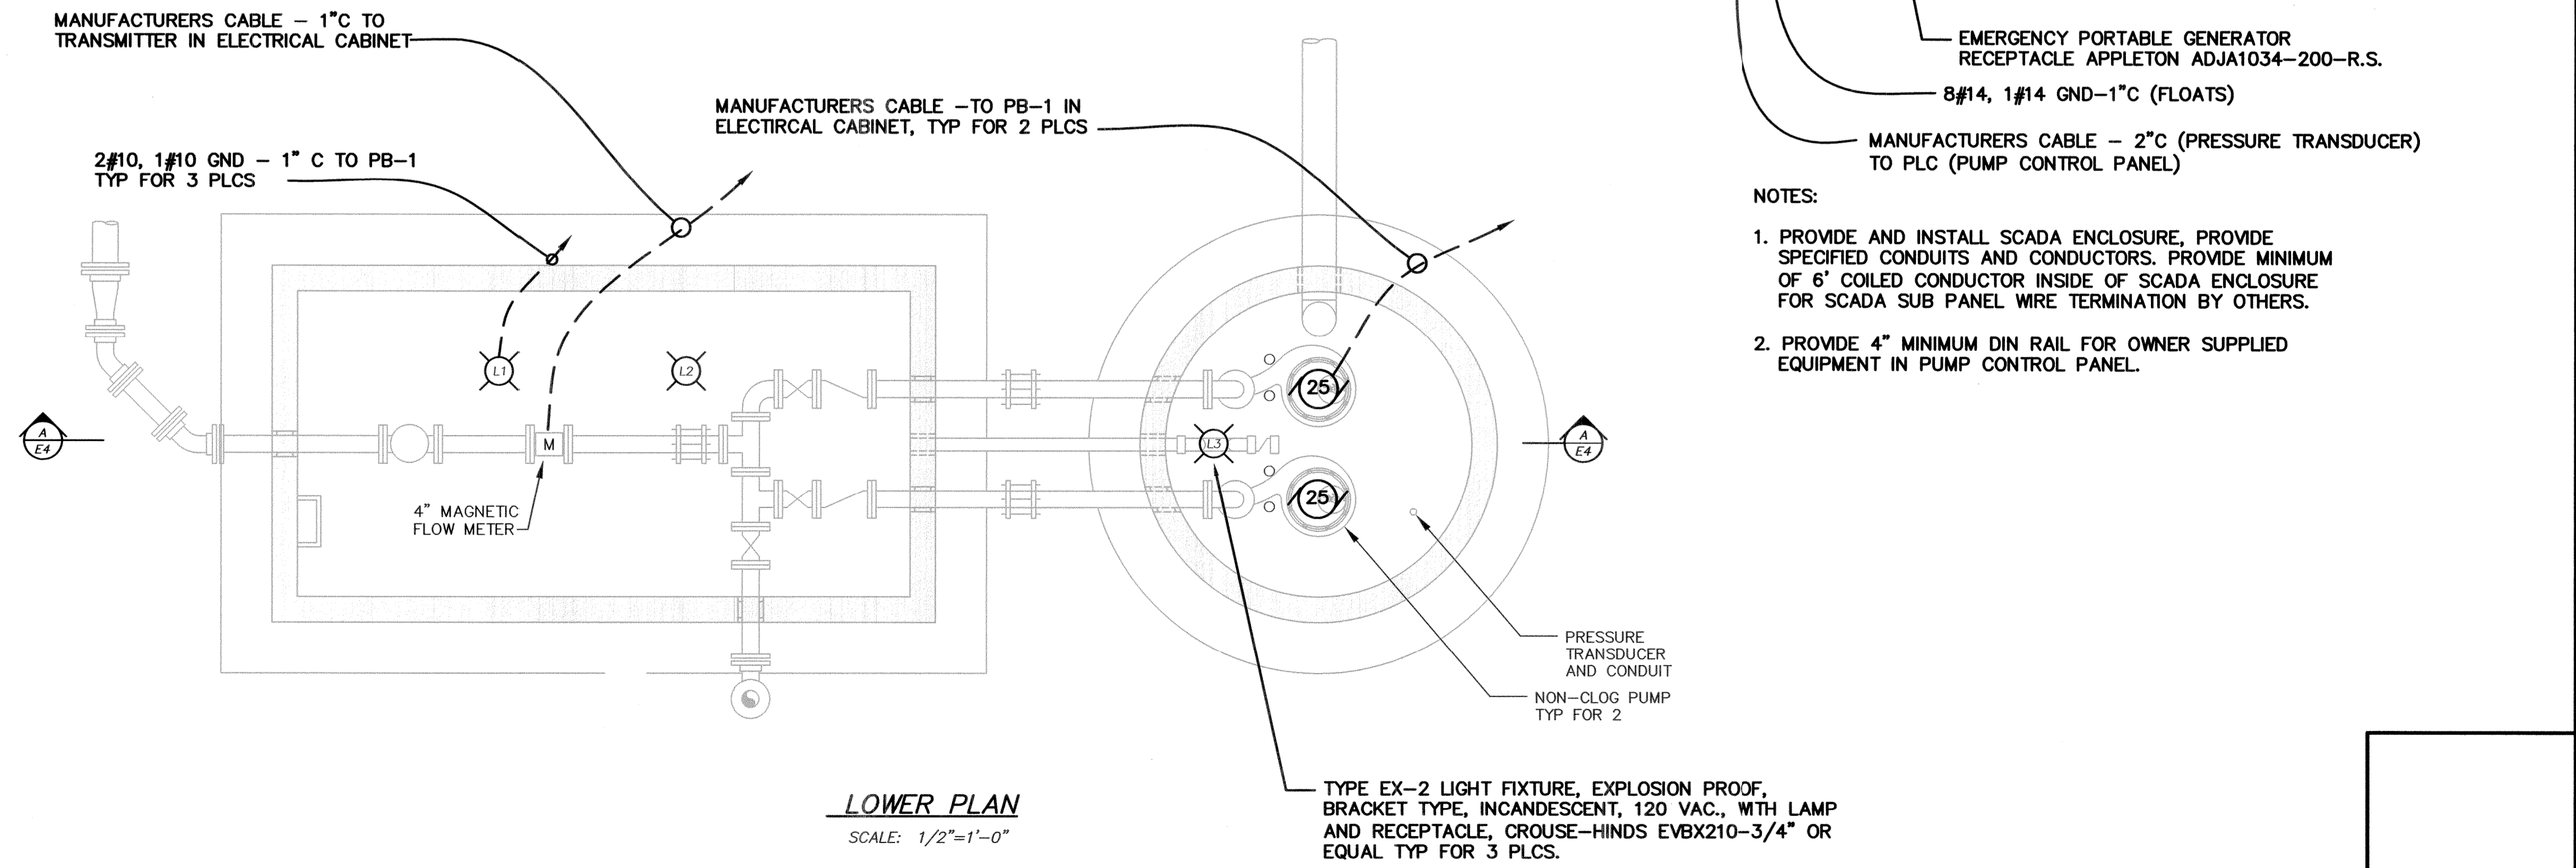 MANUFACTURERS CABLE – 1"C TO
TRANSMITTER IN ELECTRICAL CABINET
MANUFACTURERS CABLE –TO PB–1 IN
ELECTIRCAL CABINET, TYP FOR 2 PLCS
2#10, 1#10 GND – 1" C TO PB–1
TYP FOR 3 PLCS
EMERGENCY PORTABLE GENERATOR
RECEPTACLE APPLETON ADJA1034–200–R.S.
8#14, 1#14 GND–1"C (FLOATS)
MANUFACTURERS CABLE – 2"C (PRESSURE TRANSDUCER)
TO PLC (PUMP CONTROL PANEL)
NOTES:
1. PROVIDE AND INSTALL SCADA ENCLOSURE, PROVIDE
SPECIFIED CONDUITS AND CONDUCTORS. PROVIDE MINIMUM
OF 6' COILED CONDUCTOR INSIDE OF SCADA ENCLOSURE
FOR SCADA SUB PANEL WIRE TERMINATION BY OTHERS.
2. PROVIDE 4" MINIMUM DIN RAIL FOR OWNER SUPPLIED
EQUIPMENT IN PUMP CONTROL PANEL.
L1
L2
25
A
E4
M
L3
A
E4
25
4" MAGNETIC
FLOW METER
PRESSURE
TRANSDUCER
AND CONDUIT
NON–CLOG PUMP
TYP FOR 2
LOWER PLAN
SCALE: 1/2"=1'–0"
TYPE EX–2 LIGHT FIXTURE, EXPLOSION PROOF,
BRACKET TYPE, INCANDESCENT, 120 VAC., WITH LAMP
AND RECEPTACLE, CROUSE–HINDS EVBX210–3/4" OR
EQUAL TYP FOR 3 PLCS.